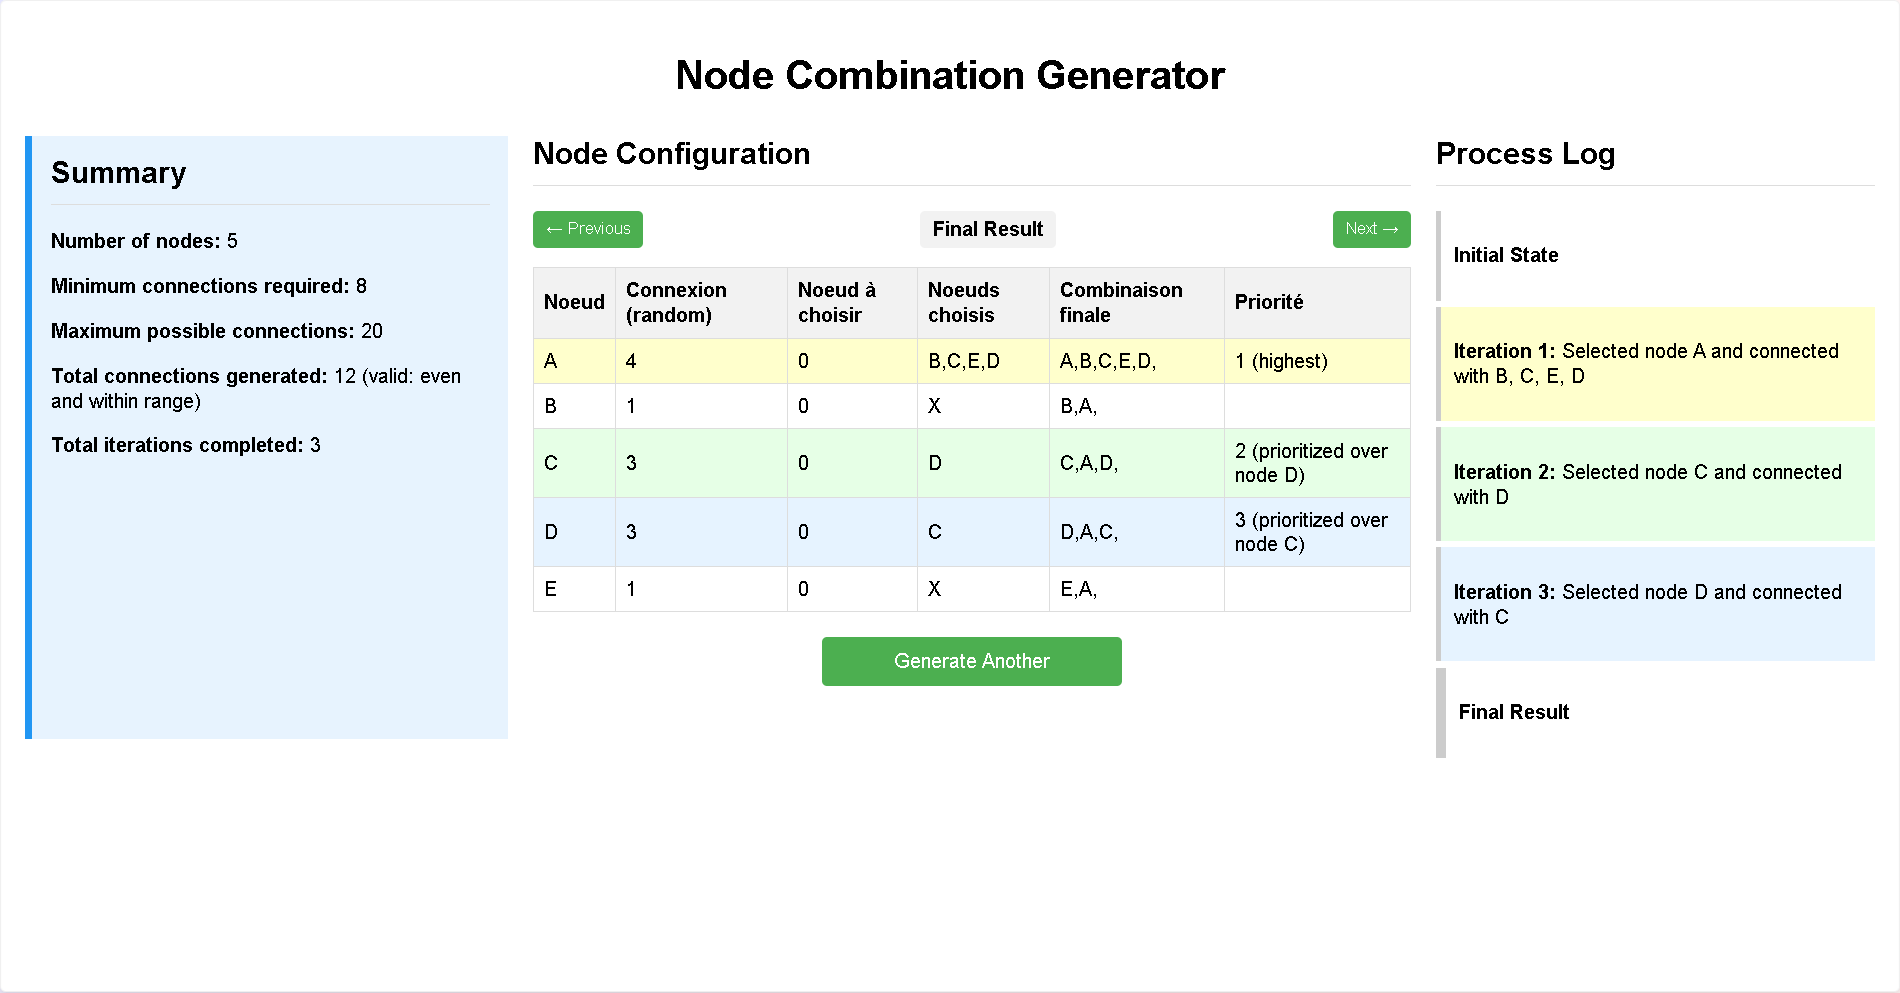 Node Combination Generator
Summary
Number of nodes: 5
Minimum connections required: 8
Maximum possible connections: 20
Total connections generated: 12 (valid: even
and within range)
Total iterations completed: 3
Node Configuration
← Previous
Final Result
Next →
Noeud Connexion (random) Noeud à choisir Noeuds choisis Combinaison finale Priorité
A 4 0 B,C,E,D A,B,C,E,D, 1 (highest)
B 1 0 X B,A,
C 3 0 D C,A,D, 2 (prioritized over node D)
D 3 0 C D,A,C, 3 (prioritized over node C)
E 1 0 X E,A,
Generate Another
Process Log
Initial State
Iteration 1: Selected node A and connected
with B, C, E, D
Iteration 2: Selected node C and connected
with D
Iteration 3: Selected node D and connected
with C
Final Result